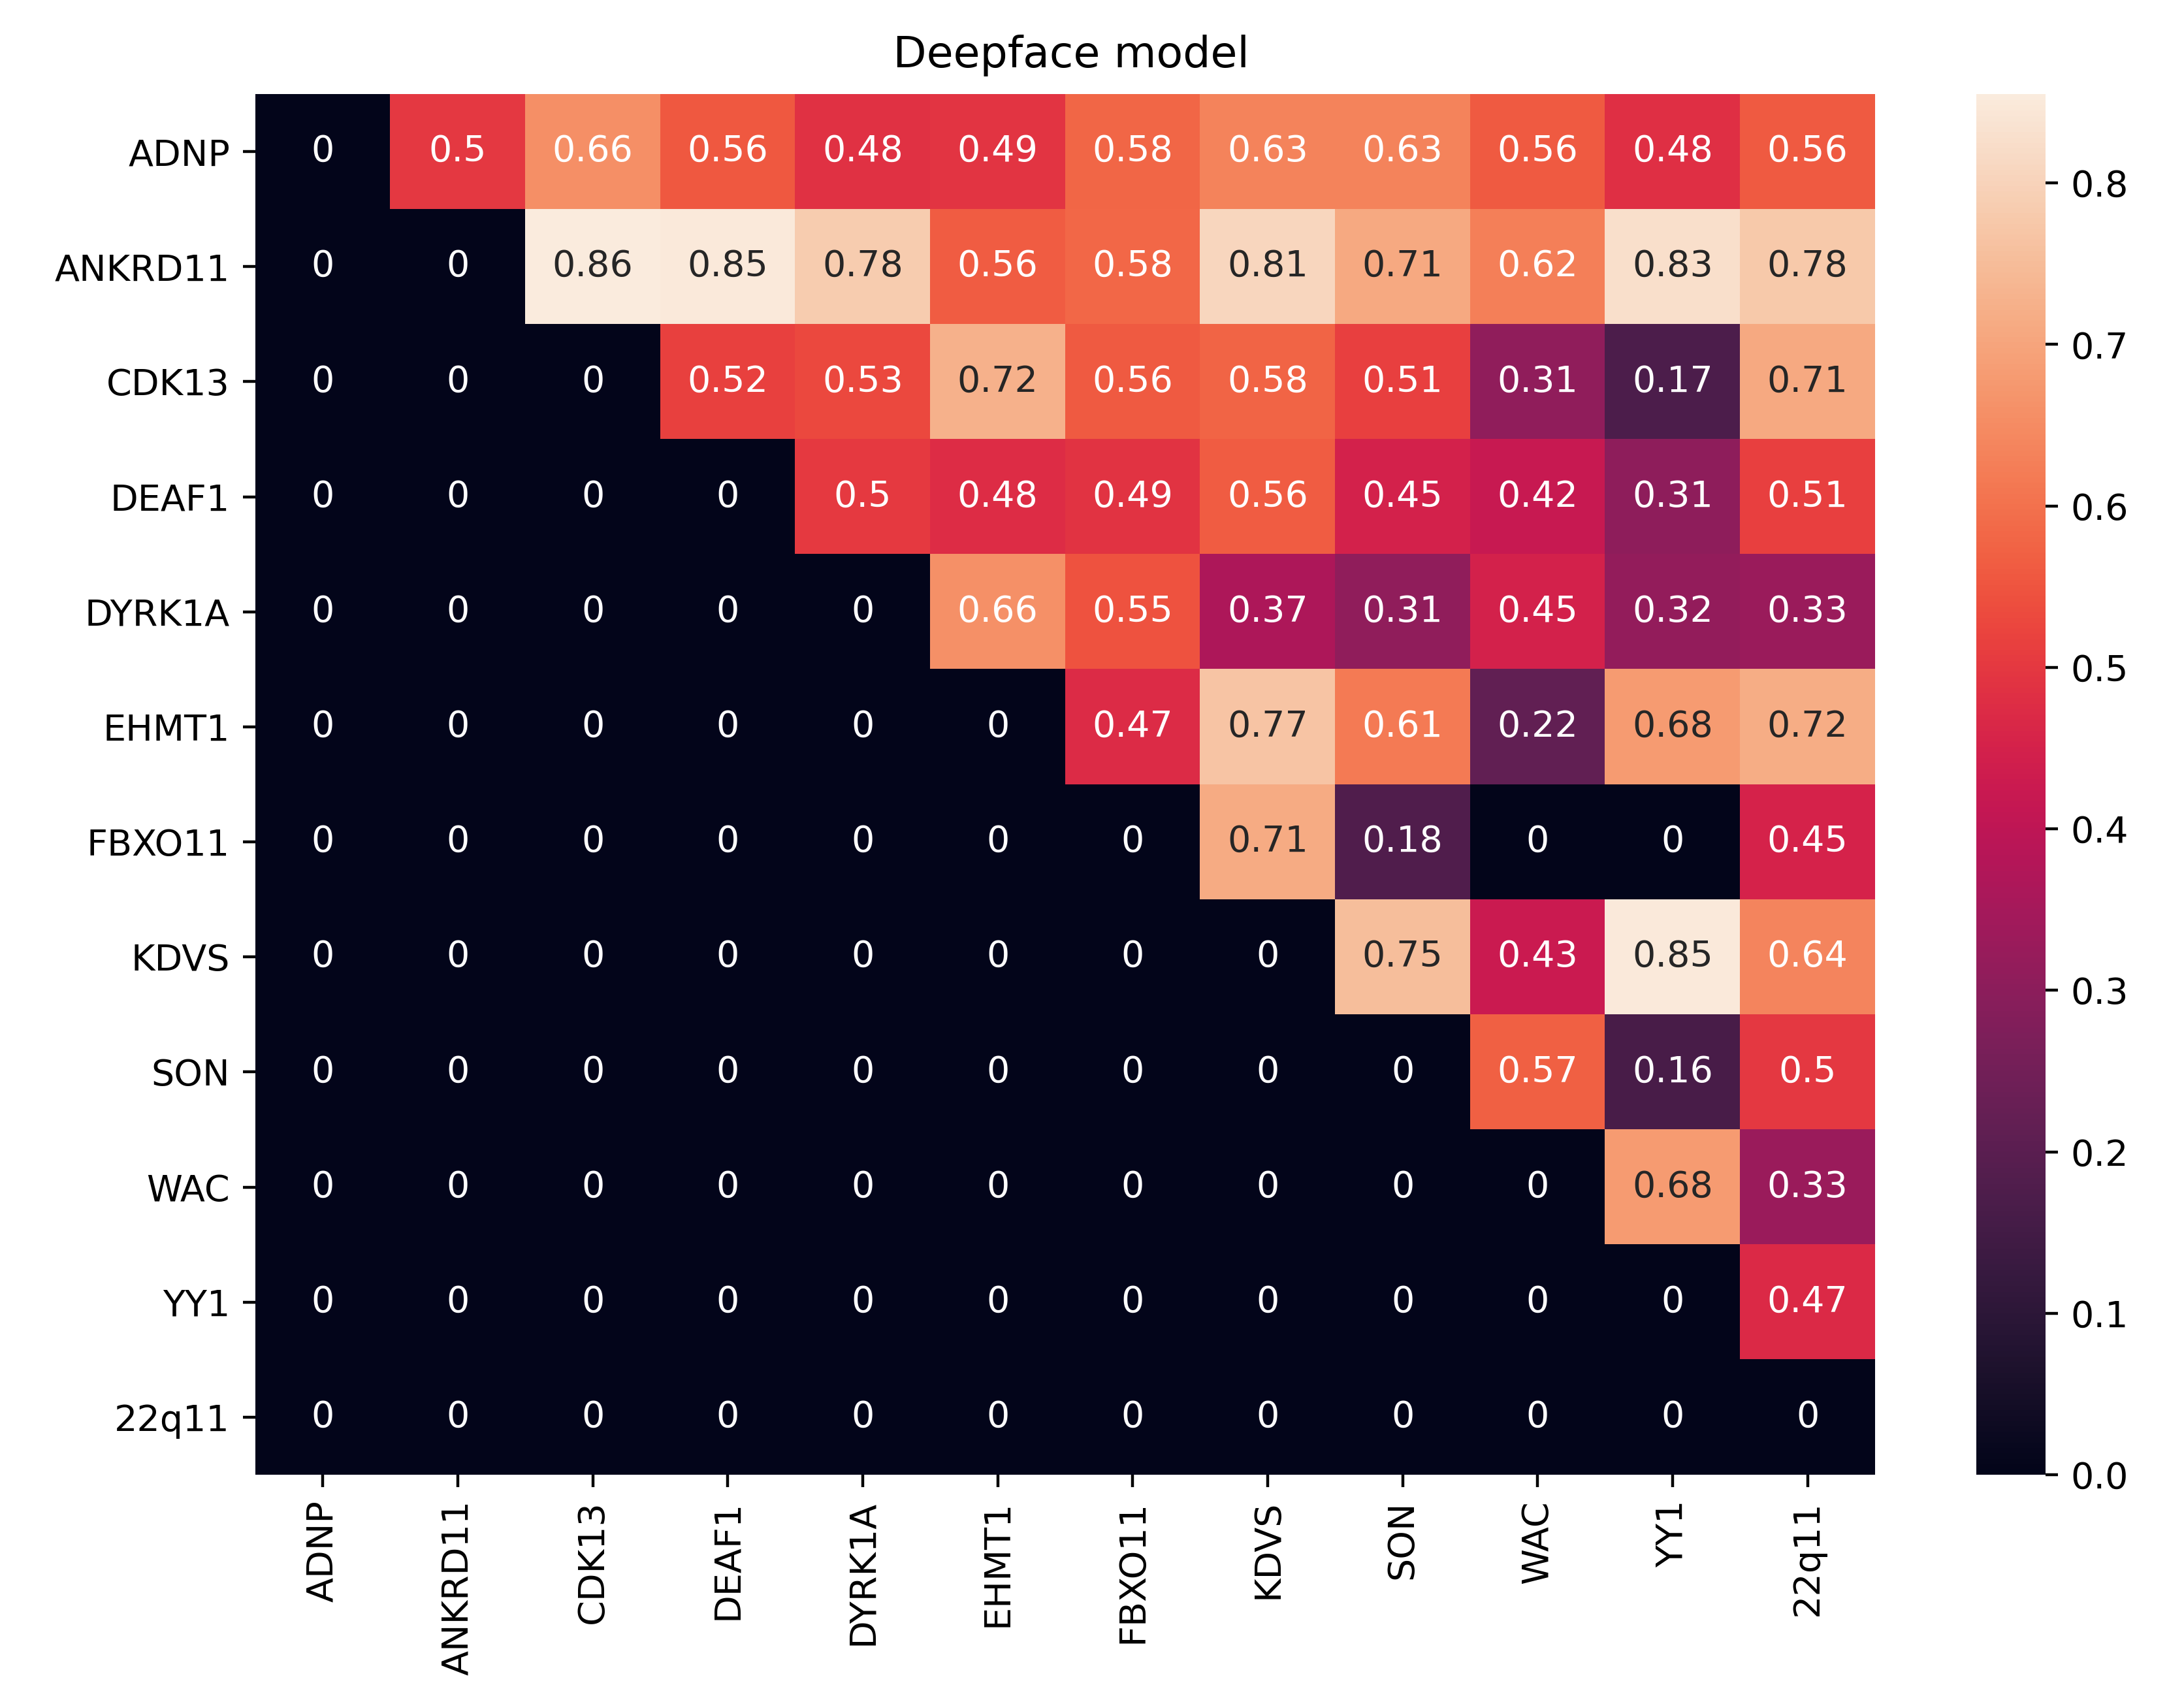 Deepface model
ADNP 0 0.5 0.66 0.56 0.48 0.49 0.58 0.63 0.63 0.56 0.48 0.56
ANKRD11 0 0 0.86 0.85 0.78 0.56 0.58 0.81 0.71 0.62 0.83 0.78
CDK13 0 0 0 0.52 0.53 0.72 0.56 0.58 0.51 0.31 0.17 0.71
DEAF1 0 0 0 0 0.5 0.48 0.49 0.56 0.45 0.42 0.31 0.51
DYRK1A 0 0 0 0 0 0.66 0.55 0.37 0.31 0.45 0.32 0.33
EHMT1 0 0 0 0 0 0 0.47 0.77 0.61 0.22 0.68 0.72
FBXO11 0 0 0 0 0 0 0 0.71 0.18 0 0 0.45
KDVS 0 0 0 0 0 0 0 0 0.75 0.43 0.85 0.64
SON 0 0 0 0 0 0 0 0 0 0.57 0.16 0.5
WAC 0 0 0 0 0 0 0 0 0 0 0.68 0.33
YY1 0 0 0 0 0 0 0 0 0 0 0 0.47
22q11 0 0 0 0 0 0 0 0 0 0 0 0
ADNP ANKRD11 CDK13 DEAF1 DYRK1A EHMT1 FBXO11 KDVS SON WAC YY1 22q11
0.8
0.7
0.6
0.5
0.4
0.3
0.2
0.1
0.0